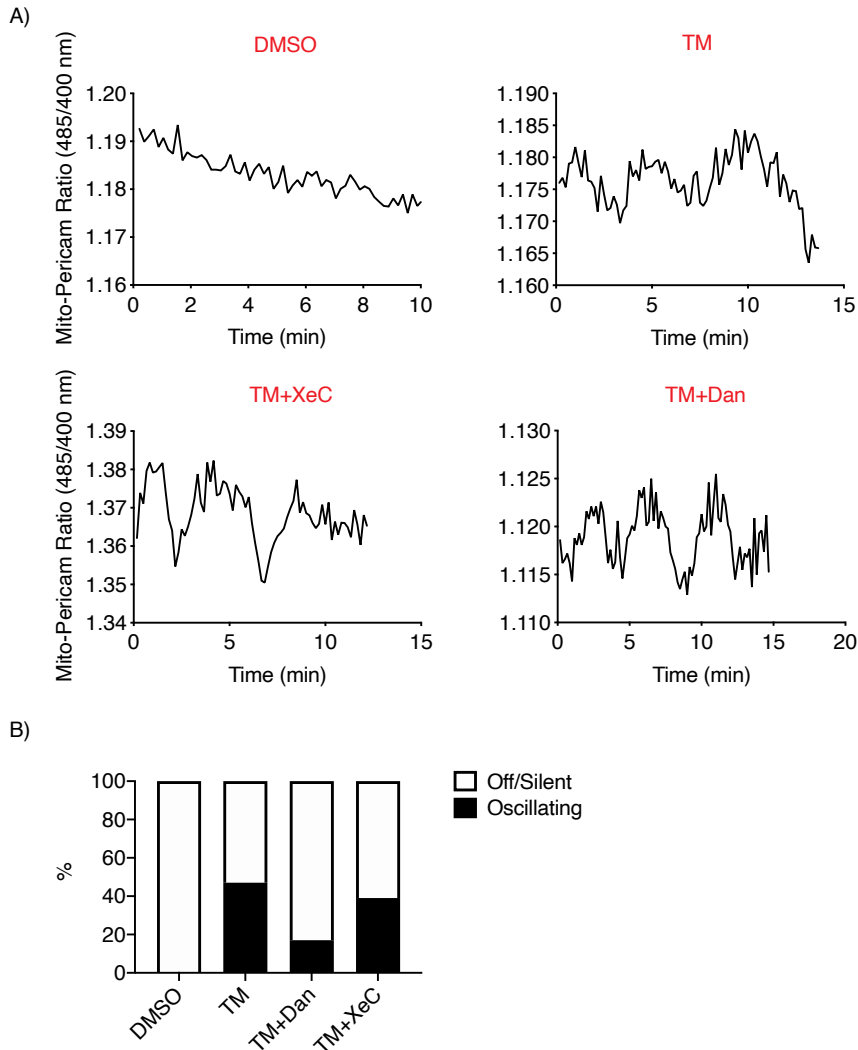 A)
DMSO
TM
Mito-Pericam Ratio (485/400 nm)
1.20
1.19
1.18
1.17
1.16
0
2
4
6
8
10
Time (min)
1.190
1.185
1.180
1.175
1.170
1.165
1.160
0
5
10
15
Time (min)
TM+XeC
TM+Dan
Mito-Pericam Ratio (485/400 nm)
1.39
1.38
1.37
1.36
1.35
1.34
0
5
10
15
Time (min)
1.130
1.125
1.120
1.115
1.110
0
5
10
15
20
Time (min)
B)
%
100
80
60
40
20
0
DMSO
TM
TM+Dan
TM+XeC
Off/Silent
Oscillating